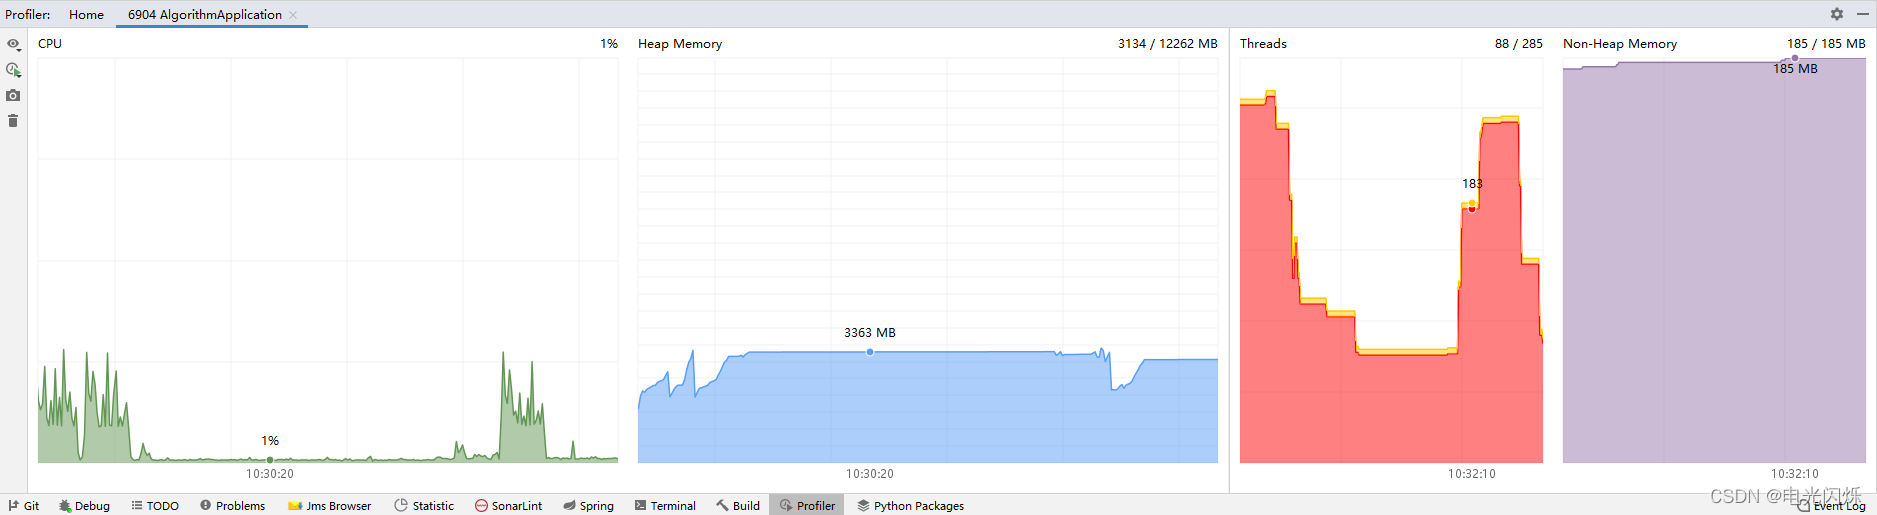 Profiler: Home 6904 AlgorithmApplication
CPU 1%
Heap Memory 3134 / 12262 MB
Threads 88 / 285
Non-Heap Memory 185 / 185 MB
185 MB
183
3363 MB
1%
10:30:20
10:30:20
10:32:10
10:32:10
Git Debug TODO Problems Jms Browser Statistic SonarLint Spring Terminal Build Profiler Python Packages Event Log
CSDN @电光闪烁